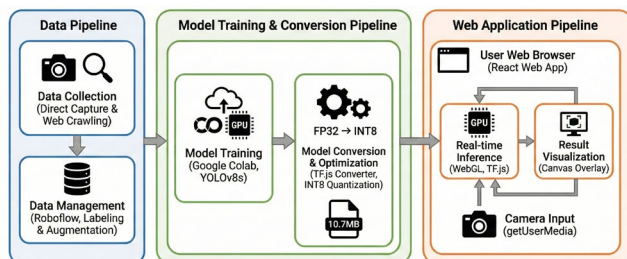 Data Pipeline
Data Collection
(Direct Capture &
Web Crawling)
Data Management
(Roboflow, Labeling
& Augmentation)
Model Training & Conversion Pipeline
GPU
Model Training
(Google Colab,
YOLOv8s)
FP32 → INT8
Model Conversion
& Optimization
(TF.js Converter,
INT8 Quantization)
10.7MB
Web Application Pipeline
User Web Browser
(React Web App)
GPU
Real-time
Inference
(WebGL, TF.js)
Result
Visualization
(Canvas Overlay)
Camera Input
(getUserMedia)